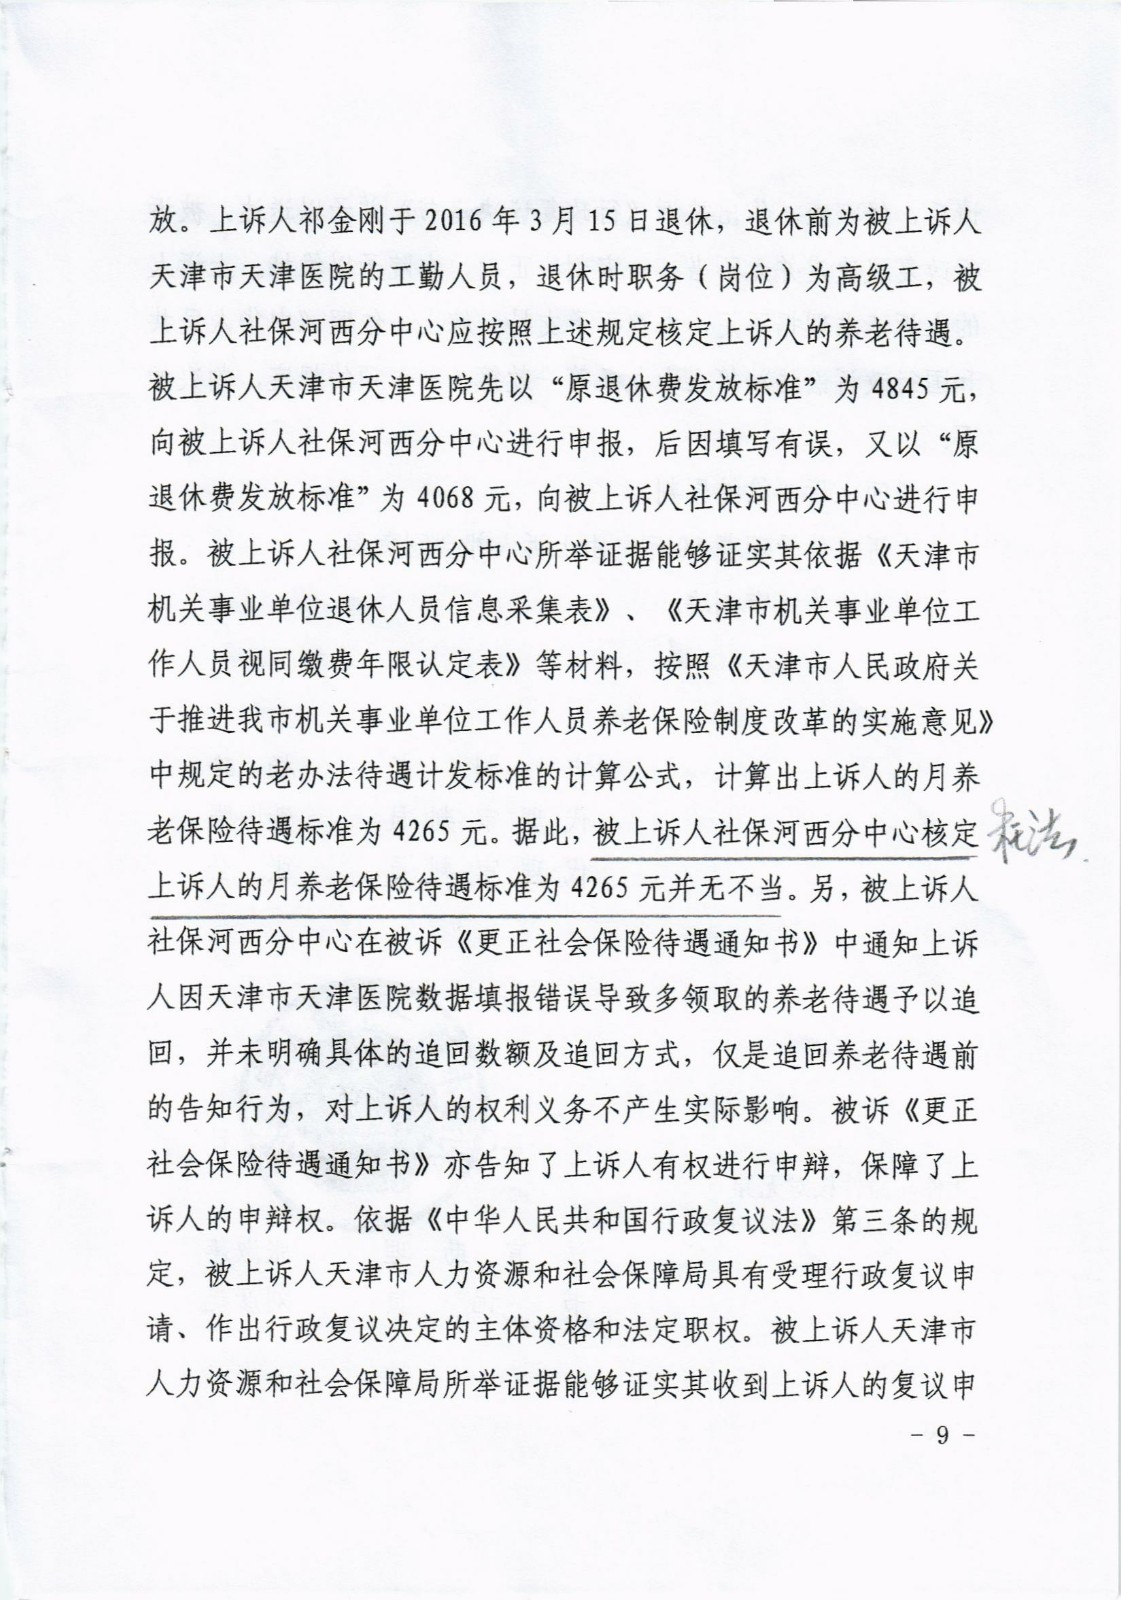 放。上诉人祁金刚于 2016 年 3 月 15 日退休，退休前为被上诉人
天津市天津医院的工勤人员，退休时职务（岗位）为高级工，被
上诉人社保河西分中心应按照上述规定核定上诉人的养老待遇。
被上诉人天津市天津医院先以“原退休费发放标准”为 4845 元，
向被上诉人社保河西分中心进行申报，后因填写有误，又以“原
退休费发放标准”为 4068 元，向被上诉人社保河西分中心进行申
报。被上诉人社保河西分中心所举证据能够证实其依据《天津市
机关事业单位退休人员信息采集表》、《天津市机关事业单位工
作人员视同缴费年限认定表》等材料，按照《天津市人民政府关
于推进我市机关事业单位工作人员养老保险制度改革的实施意见》
中规定的老办法待遇计发标准的计算公式，计算出上诉人的月养
老保险待遇标准为 4265 元。据此，被上诉人社保河西分中心核定
枉法
上诉人的月养老保险待遇标准为 4265 元并无不当。另，被上诉人
社保河西分中心在被诉《更正社会保险待遇通知书》中通知上诉
人因天津市天津医院数据填报错误导致多领取的养老待遇予以追
回，并未明确具体的追回数额及追回方式，仅是追回养老待遇前
的告知行为，对上诉人的权利义务不产生实际影响。被诉《更正
社会保险待遇通知书》亦告知了上诉人有权进行申辩，保障了上
诉人的申辩权。依据《中华人民共和国行政复议法》第三条的规
定，被上诉人天津市人力资源和社会保障局具有受理行政复议申
请、作出行政复议决定的主体资格和法定职权。被上诉人天津市
人力资源和社会保障局所举证据能够证实其收到上诉人的复议申
- 9 -